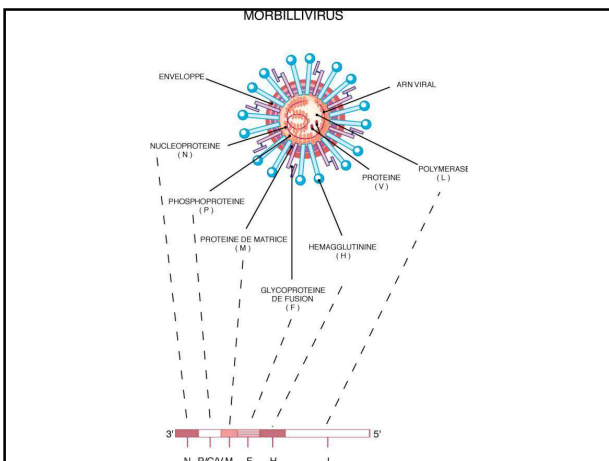 MORBILLIVIRUS
ENVELOPPE
ARN VIRAL
NUCLEOPROTEINE
( N )
POLYMERASE
( L )
PROTEINE
( V )
PHOSPHOPROTEINE
( P )
PROTEINE DE MATRICE
( M )
HEMAGGLUTININE
( H )
GLYCOPROTEINE
DE FUSION
( F )
3' 5'
N P/C/V M F H L